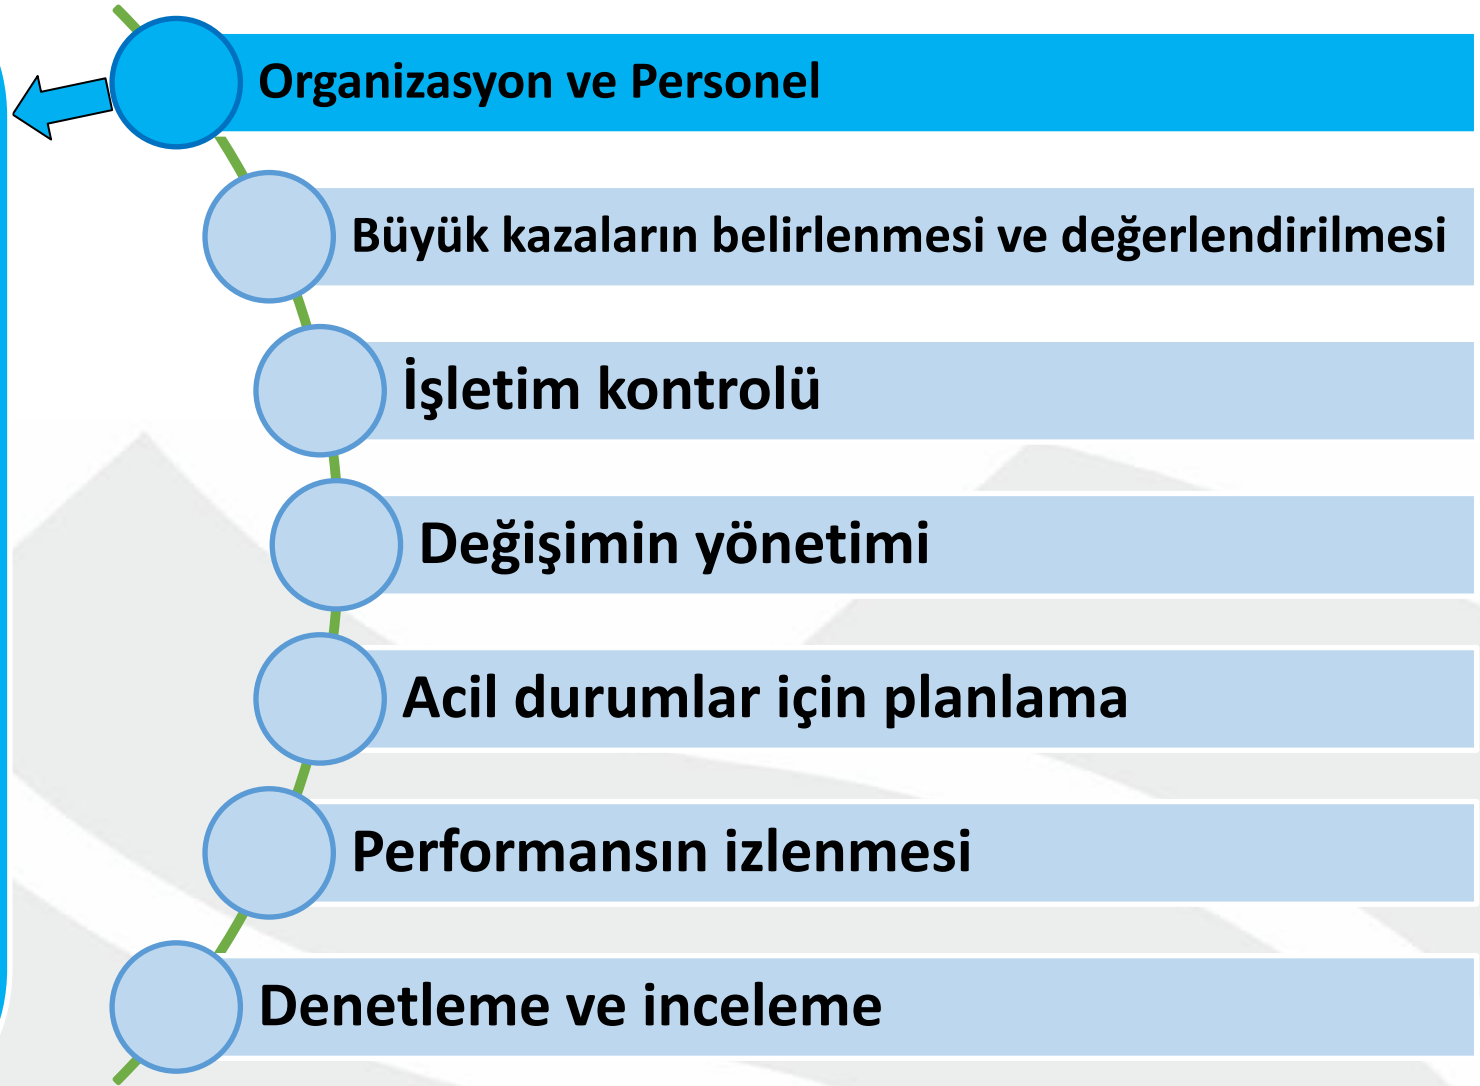 Organizasyon ve Personel
Büyük kazaların belirlenmesi ve değerlendirilmesi
İşletim kontrolü
Değişimin yönetimi
Acil durumlar için planlama
Performansın izlenmesi
Denetleme ve inceleme